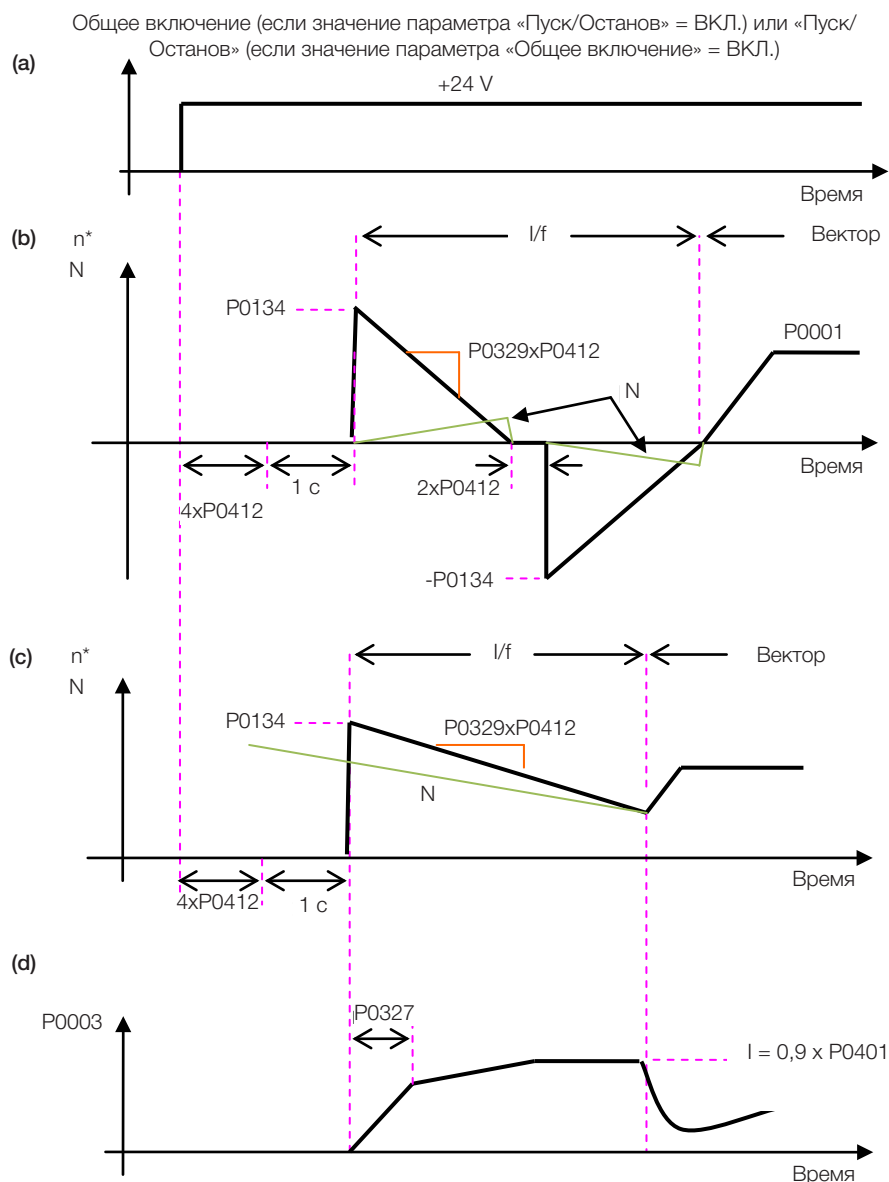 Общее включение (если значение параметра «Пуск/Останов» = ВКЛ.) или «Пуск/
Останов» (если значение параметра «Общее включение» = ВКЛ.)
(a)
+24 V
Время
(b)
n*
N
I/f
Вектор
P0134
P0329xP0412
N
P0001
Время
1 с
2xP0412
4xP0412
-P0134
(c)
n*
N
I/f
Вектор
P0134
P0329xP0412
N
Время
4xP0412
1 с
(d)
P0327
P0003
I = 0,9 x P0401
Время